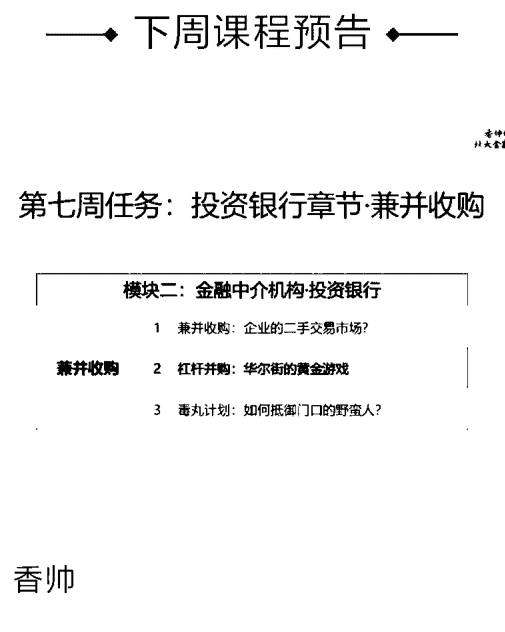 下周课程预告
第七周任务：投资银行章节·兼并收购
模块二：金融中介机构·投资银行
1 兼并收购：企业的二手交易市场？
兼并收购 2 杠杆并购：华尔街的黄金游戏
3 毒丸计划：如何抵御门口的野蛮人？
香帅